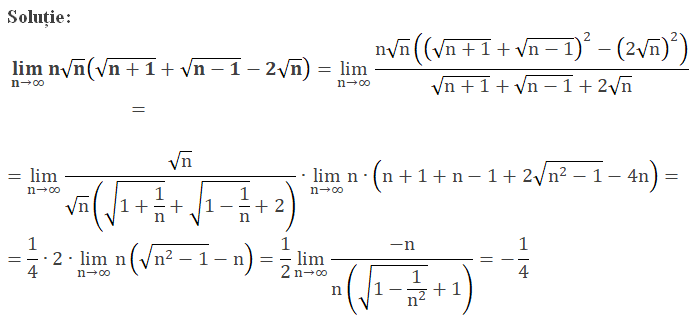 Soluție:
lim n→∞ n√n(√(n + 1) + √(n − 1) − 2√n) = lim n→∞ n√n((√(n + 1) + √(n − 1))² − (2√n)²) / (√(n + 1) + √(n − 1) + 2√n)
=
= lim n→∞ √n / (√n(√(1 + 1/n) + √(1 − 1/n) + 2)) · lim n→∞ n · (n + 1 + n − 1 + 2√(n² − 1) − 4n) =
= 1/4 · 2 · lim n→∞ n(√(n² − 1) − n) = 1/2 lim n→∞ −n / (n(√(1 − 1/n²) + 1)) = − 1/4